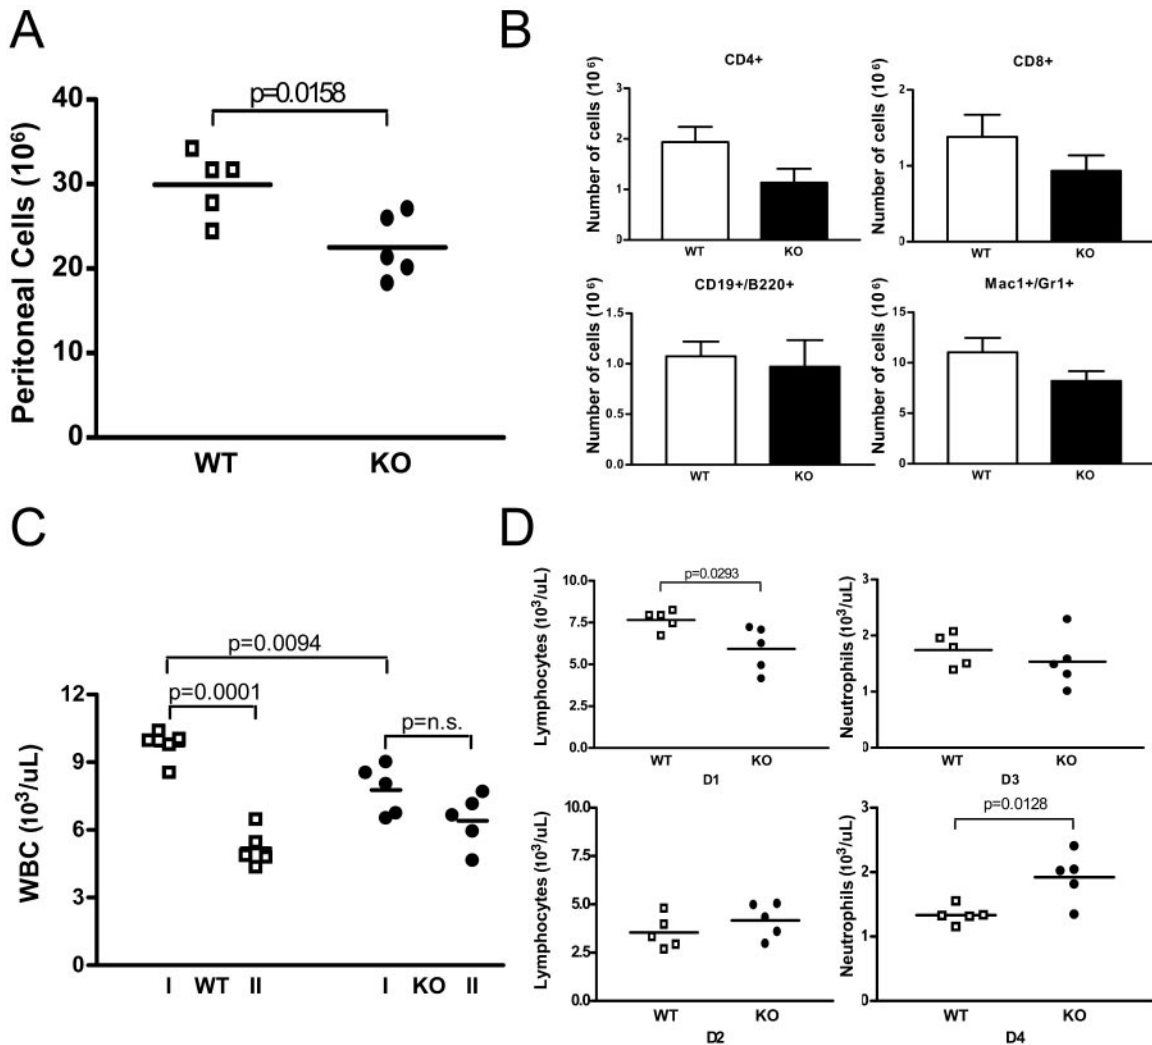 A
p=0.0158
Peritoneal Cells (10⁶)
40
30
20
10
0
WT KO
B
CD4+
Number of cells (10⁶)
3
2
1
0
WT KO
CD8+
Number of cells (10⁶)
2
1
0
WT KO
CD19+/B220+
Number of cells (10⁶)
1.5
1.0
0.5
0.0
WT KO
Mac1+/Gr1+
Number of cells (10⁶)
15
10
5
0
WT KO
C
p=0.0094
p=0.0001
p=n.s.
WBC (10³/uL)
12
9
6
3
0
I WT II I KO II
D
p=0.0293
Lymphocytes (10³/uL)
10.0
7.5
5.0
2.5
0.0
WT KO
D1
Neutrophils (10³/uL)
3
2
1
0
WT KO
D3
Lymphocytes (10³/uL)
10.0
7.5
5.0
2.5
0.0
WT KO
D2
p=0.0128
Neutrophils (10³/uL)
3
2
1
0
WT KO
D4